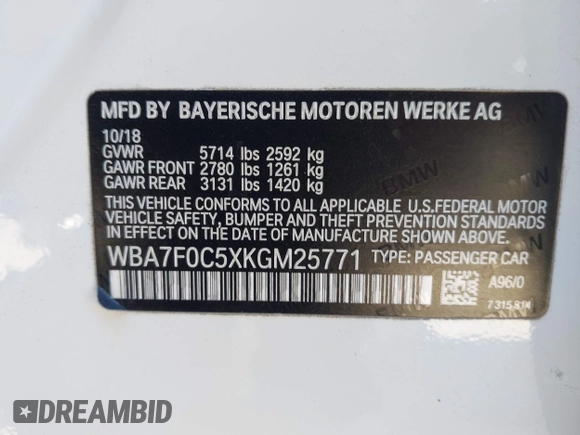 MFD BY BAYERISCHE MOTOREN WERKE AG
10/18
GVWR 5714 lbs 2592 kg
GAWR FRONT 2780 lbs 1261 kg
GAWR REAR 3131 lbs 1420 kg
THIS VEHICLE CONFORMS TO ALL APPLICABLE U.S.FEDERAL MOTOR
VEHICLE SAFETY, BUMPER AND THEFT PREVENTION STANDARDS
IN EFFECT ON THE DATE OF MANUFACTURE SHOWN ABOVE.
WBA7F0C5XKGM25771 TYPE: PASSENGER CAR
A96/0
BMW
DREAMBID